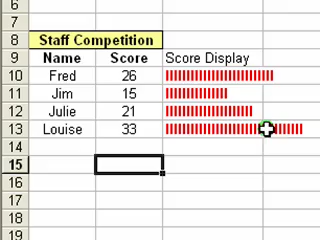 6
7
8 Staff Competition
9 Name Score Score Display
10 Fred 26
11 Jim 15
12 Julie 21
13 Louise 33
14
15
16
17
18
19